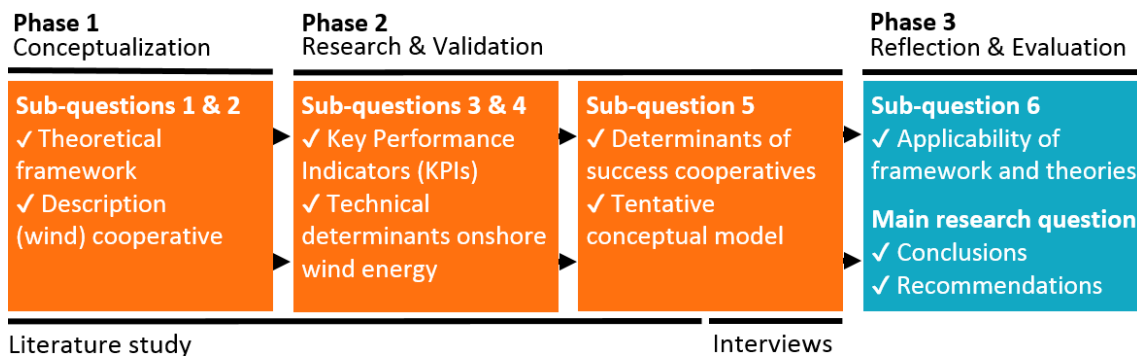 Phase 1
Conceptualization
Phase 2
Research & Validation
Phase 3
Reflection & Evaluation
Sub-questions 1 & 2
✓ Theoretical
framework
✓ Description
(wind) cooperative
Sub-questions 3 & 4
✓ Key Performance
Indicators (KPIs)
✓ Technical
determinants onshore
wind energy
Sub-question 5
✓ Determinants of
success cooperatives
✓ Tentative
conceptual model
Sub-question 6
✓ Applicability of
framework and theories
Main research question
✓ Conclusions
✓ Recommendations
Literature study
Interviews